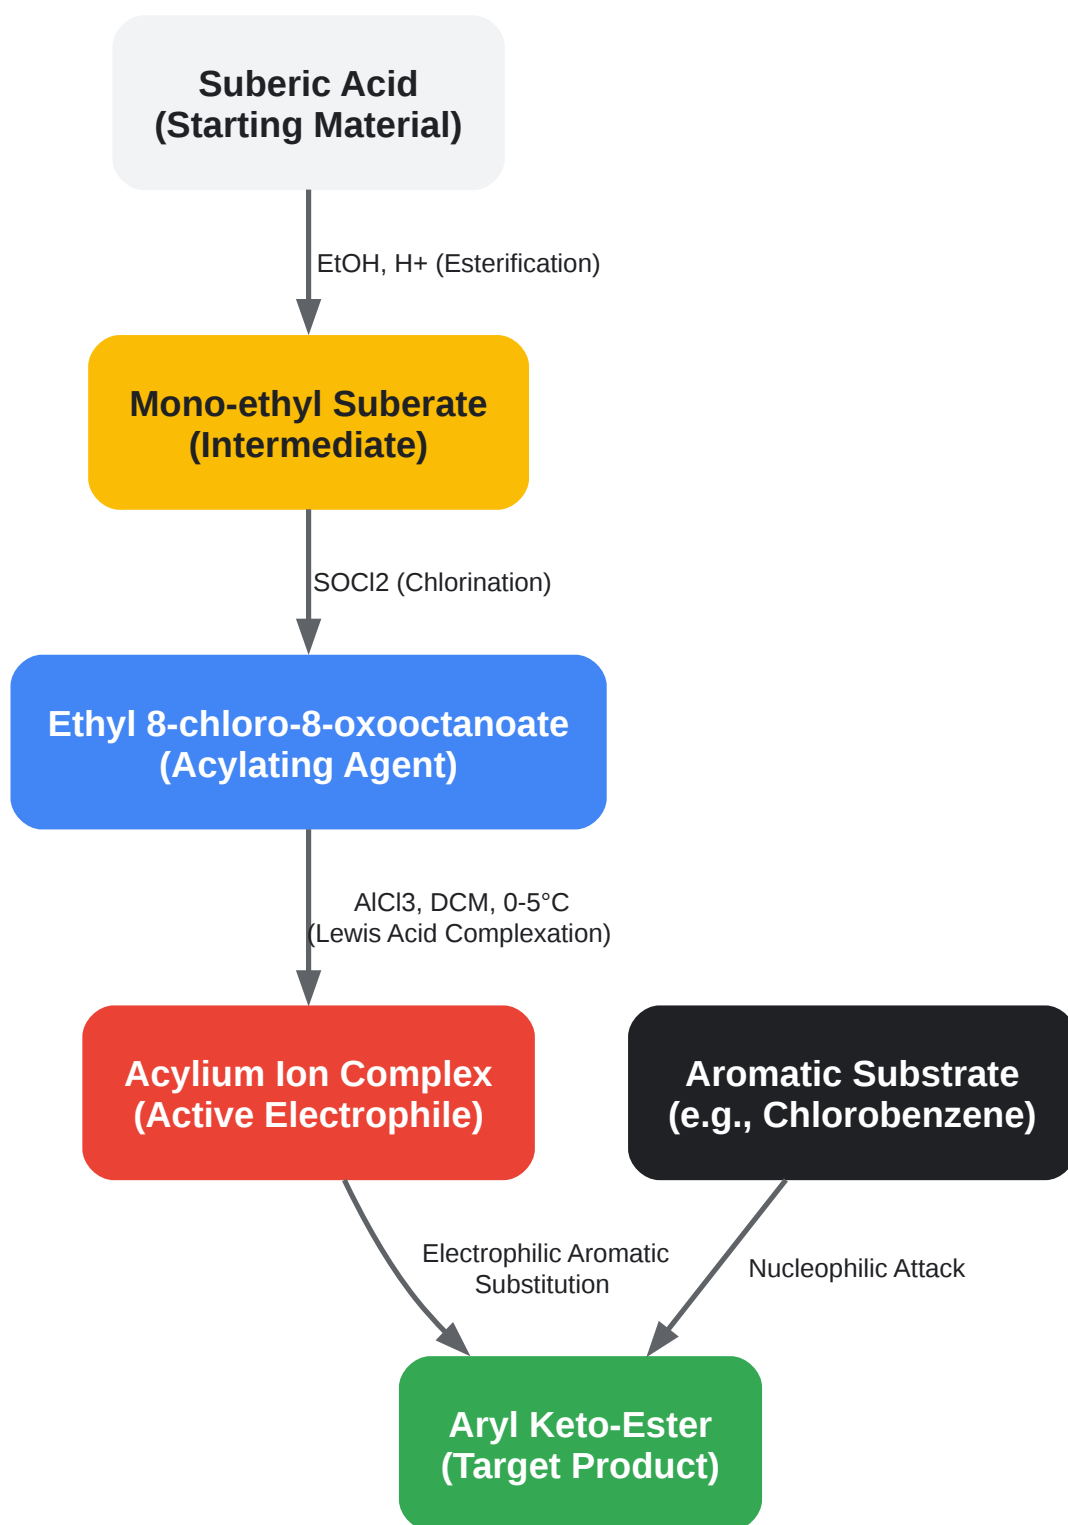 Suberic Acid
(Starting Material)
EtOH, H+ (Esterification)
Mono-ethyl Suberate
(Intermediate)
SOCl2 (Chlorination)
Ethyl 8-chloro-8-oxooctanoate
(Acylating Agent)
AlCl3, DCM, 0-5°C
(Lewis Acid Complexation)
Acylium Ion Complex
(Active Electrophile)
Aromatic Substrate
(e.g., Chlorobenzene)
Electrophilic Aromatic
Substitution
Nucleophilic Attack
Aryl Keto-Ester
(Target Product)